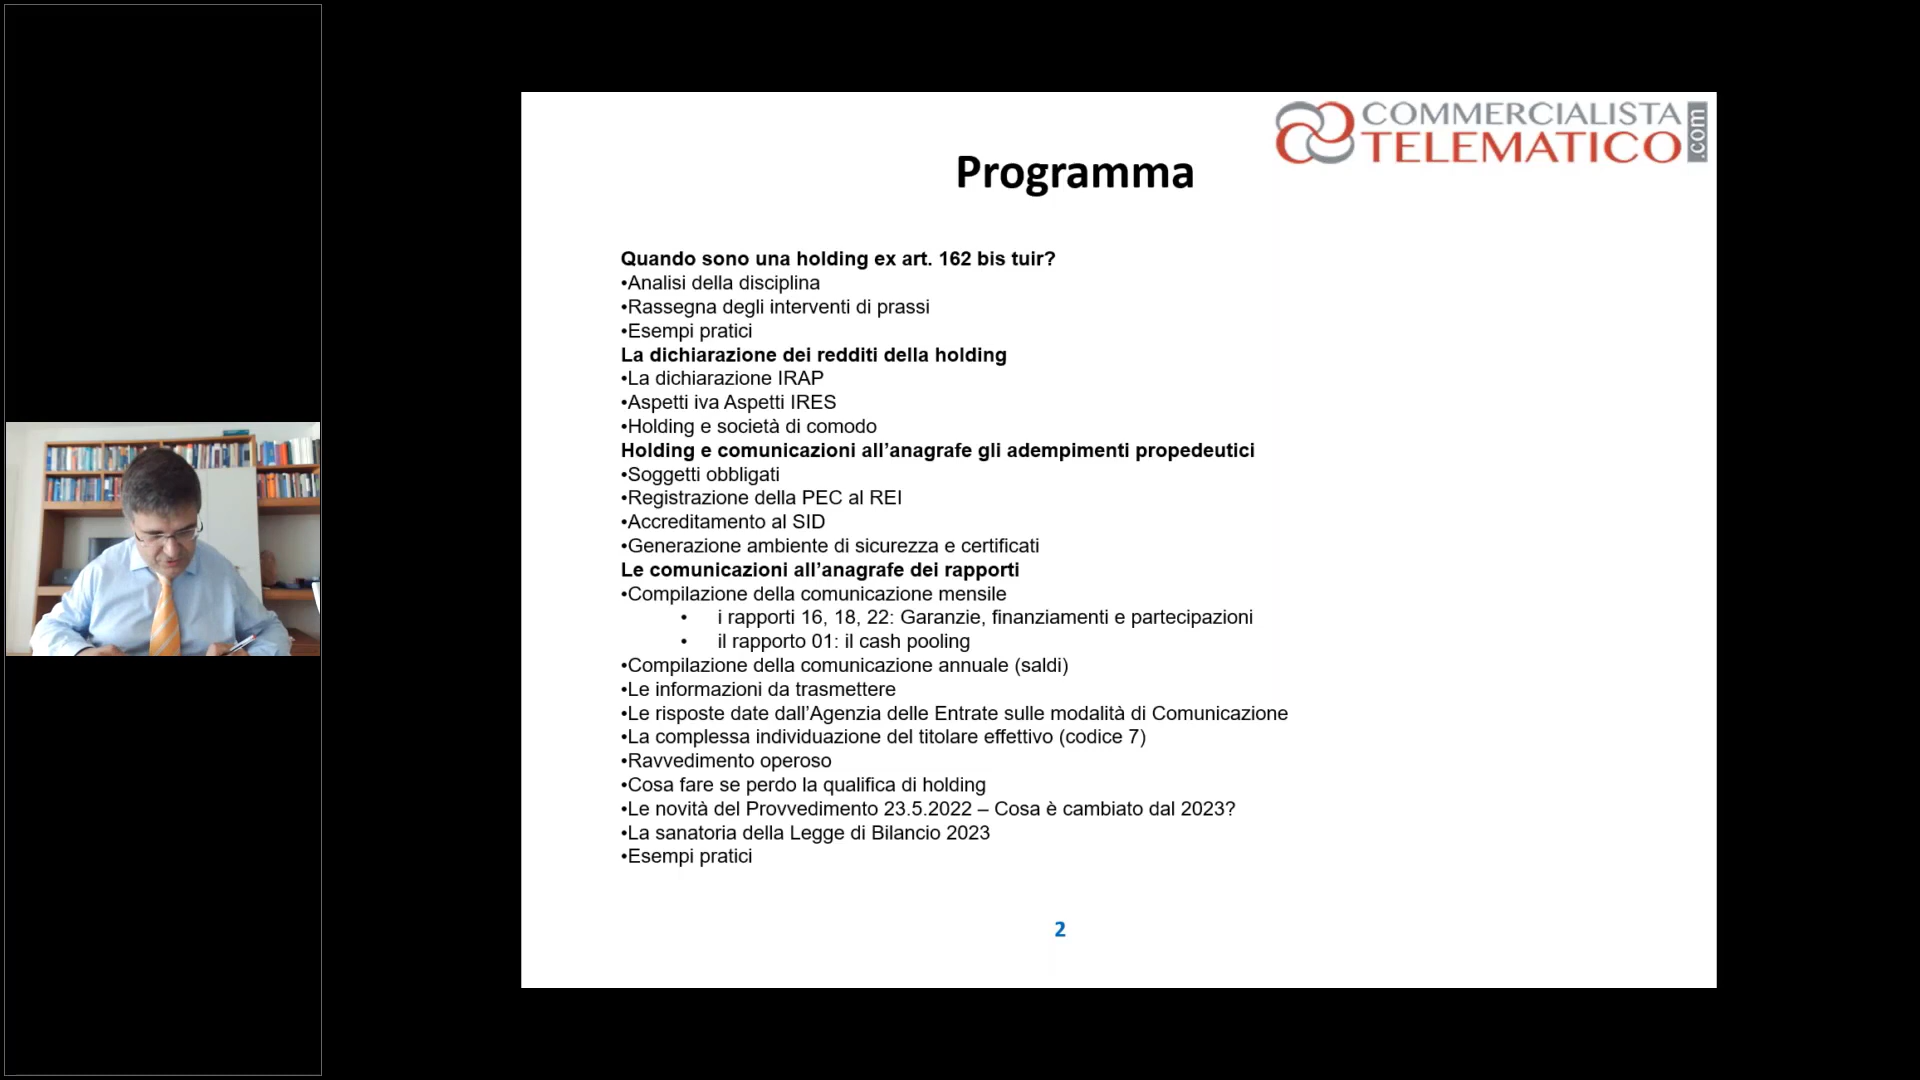 COMMERCIALISTA
TELEMATICO
.com
Programma
Quando sono una holding ex art. 162 bis tuir?
•Analisi della disciplina
•Rassegna degli interventi di prassi
•Esempi pratici
La dichiarazione dei redditi della holding
•La dichiarazione IRAP
•Aspetti iva Aspetti IRES
•Holding e società di comodo
Holding e comunicazioni all’anagrafe gli adempimenti propedeutici
•Soggetti obbligati
•Registrazione della PEC al REI
•Accreditamento al SID
•Generazione ambiente di sicurezza e certificati
Le comunicazioni all’anagrafe dei rapporti
•Compilazione della comunicazione mensile
• i rapporti 16, 18, 22: Garanzie, finanziamenti e partecipazioni
• il rapporto 01: il cash pooling
•Compilazione della comunicazione annuale (saldi)
•Le informazioni da trasmettere
•Le risposte date dall’Agenzia delle Entrate sulle modalità di Comunicazione
•La complessa individuazione del titolare effettivo (codice 7)
•Ravvedimento operoso
•Cosa fare se perdo la qualifica di holding
•Le novità del Provvedimento 23.5.2022 – Cosa è cambiato dal 2023?
•La sanatoria della Legge di Bilancio 2023
•Esempi pratici
2